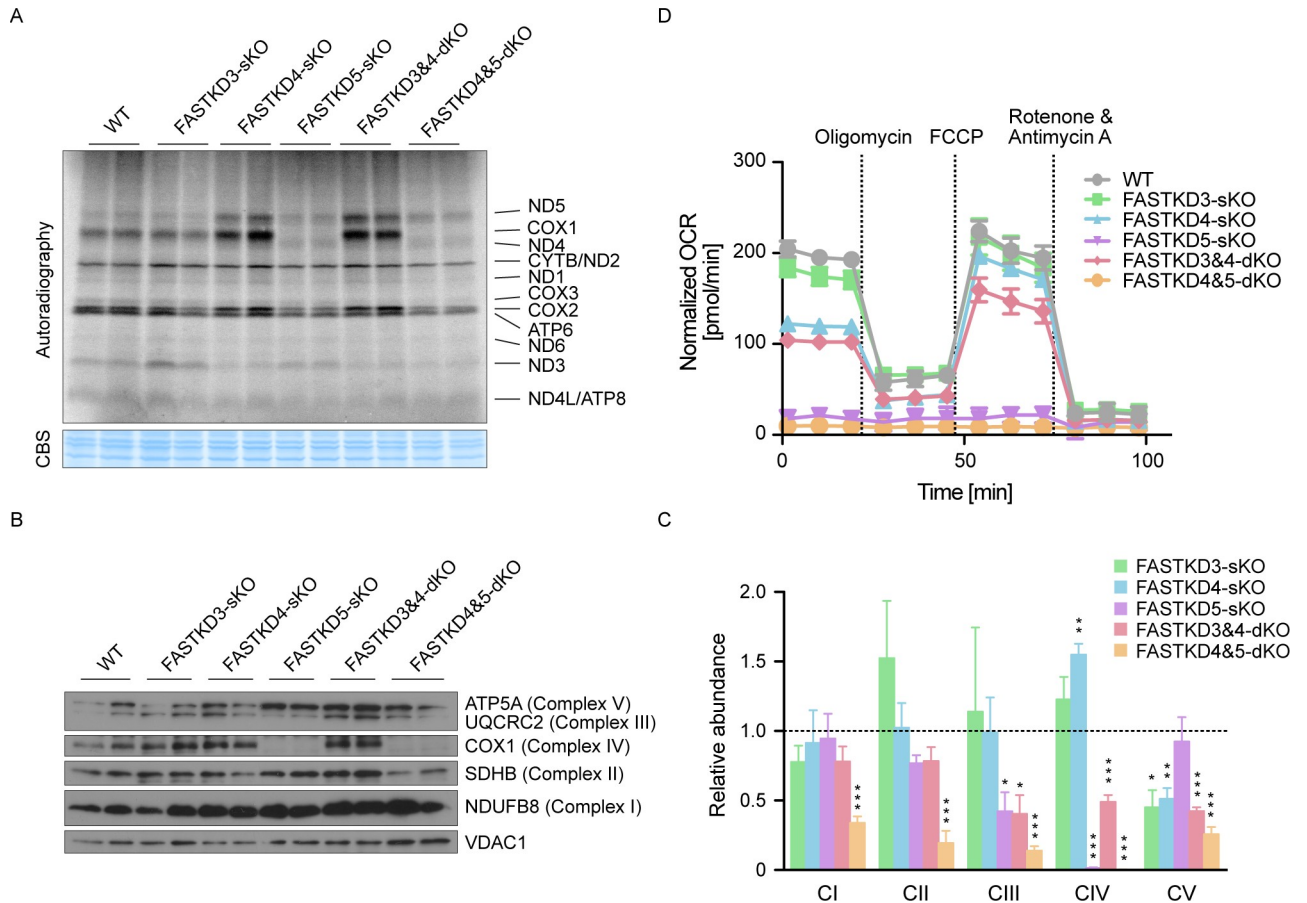 A
WT
FASTKD3-sKO
FASTKD4-sKO
FASTKD5-sKO
FASTKD3&4-dKO
FASTKD4&5-dKO
Autoradiography
ND5
COX1
ND4
CYTB/ND2
ND1
COX3
COX2
ATP6
ND6
ND3
ND4L/ATP8
CBS
B
WT
FASTKD3-sKO
FASTKD4-sKO
FASTKD5-sKO
FASTKD3&4-dKO
FASTKD4&5-dKO
ATP5A (Complex V)
UQCRC2 (Complex III)
COX1 (Complex IV)
SDHB (Complex II)
NDUFB8 (Complex I)
VDAC1
D
Oligomycin
FCCP
Rotenone &
Antimycin A
Normalized OCR
[pmol/min]
300
200
100
0
0
50
100
Time [min]
WT
FASTKD3-sKO
FASTKD4-sKO
FASTKD5-sKO
FASTKD3&4-dKO
FASTKD4&5-dKO
C
Relative abundance
2.0
1.5
1.0
0.5
0
FASTKD3-sKO
FASTKD4-sKO
FASTKD5-sKO
FASTKD3&4-dKO
FASTKD4&5-dKO
***
***
*
*
***
**
***
***
***
*
**
***
***
CI
CII
CIII
CIV
CV